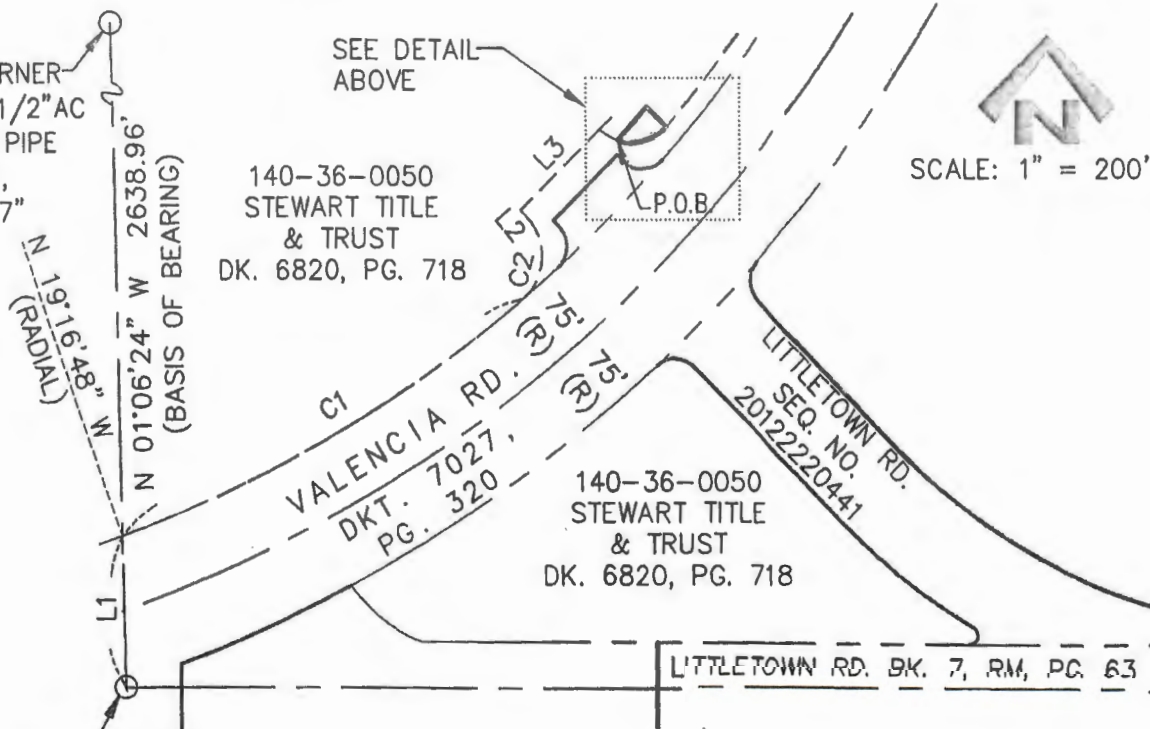 RNER
1/2"AC
PIPE
7"
N 19°16'48" W
(RADIAL)
N 01°06'24" W 2638.96'
(BASIS OF BEARING)
SEE DETAIL
ABOVE
140-36-0050
STEWART TITLE
& TRUST
DK. 6820, PG. 718
L3
L2
C2
P.O.B.
N
SCALE: 1" = 200'
C1
75'
(R)
75'
(R)
VALENCIA RD.
DKT. 7027,
PG. 320
LITTLETOWN RD.
SEQ. NO.
20122220441
140-36-0050
STEWART TITLE
& TRUST
DK. 6820, PG. 718
L1
LITTLETOWN RD. BK. 7, RM, PG. 63